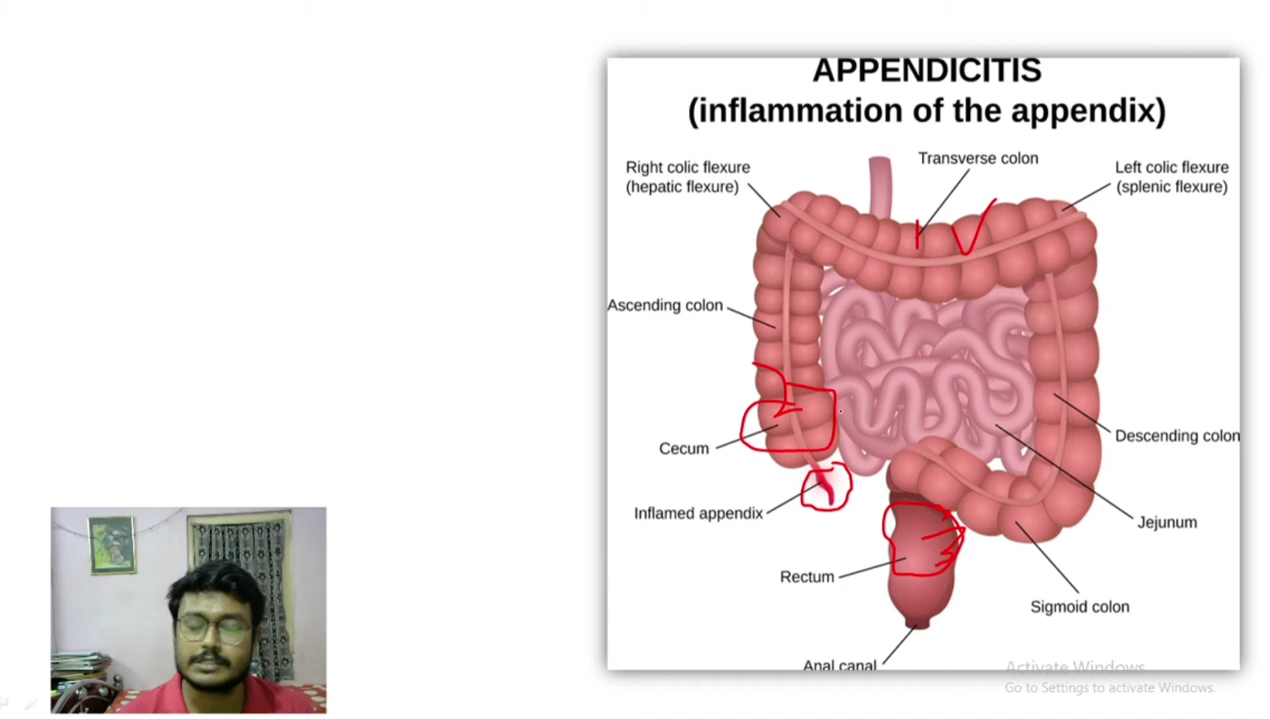 APPENDICITIS
(inflammation of the appendix)
Transverse colon
Right colic flexure
(hepatic flexure)
Left colic flexure
(splenic flexure)
Ascending colon
Cecum
Descending colon
Inflamed appendix
Jejunum
Rectum
Sigmoid colon
Anal canal
Activate Windows
Go to Settings to activate Windows.